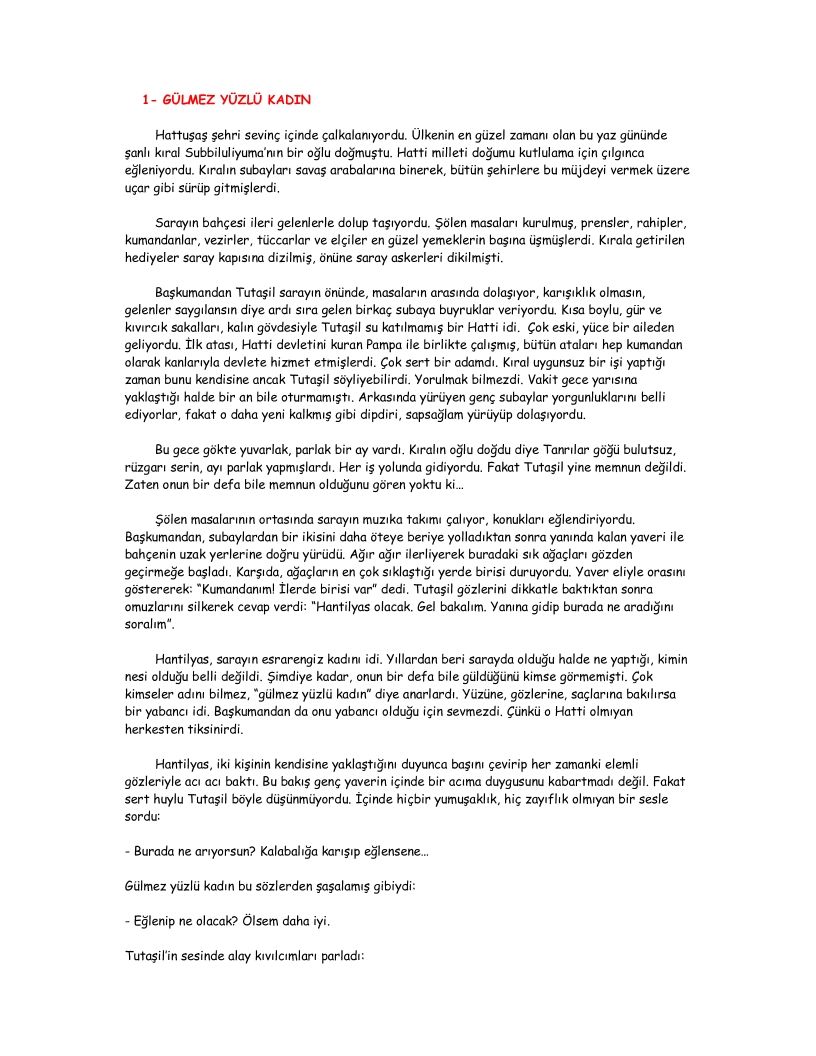 1- GÜLMEZ YÜZLÜ KADIN
Hattuşaş şehri sevinç içinde çalkalanıyordu. Ülkenin en güzel zamanı olan bu yaz gününde
şanlı kıral Subbiluliyuma’nın bir oğlu doğmuştu. Hatti milleti doğumu kutlulama için çılgınca
eğleniyordu. Kıralın subayları savaş arabalarına binerek, bütün şehirlere bu müjdeyi vermek üzere
uçar gibi sürüp gitmişlerdi.
Sarayın bahçesi ileri gelenlerle dolup taşıyordu. Şölen masaları kurulmuş, prensler, rahipler,
kumandanlar, vezirler, tüccarlar ve elçiler en güzel yemeklerin başına üşmüşlerdi. Kırala getirilen
hediyeler saray kapısına dizilmiş, önüne saray askerleri dikilmişti.
Başkumandan Tutaşil sarayın önünde, masaların arasında dolaşıyor, karışıklık olmasın,
gelenler saygılansın diye ardı sıra gelen birkaç subaya buyruklar veriyordu. Kısa boylu, gür ve
kıvırcık sakalları, kalın gövdesiyle Tutaşil su katılmamış bir Hatti idi.  Çok eski, yüce bir aileden
geliyordu. İlk atası, Hatti devletini kuran Pampa ile birlikte çalışmış, bütün ataları hep kumandan
olarak kanlarıyla devlete hizmet etmişlerdi. Çok sert bir adamdı. Kıral uygunsuz bir işi yaptığı
zaman bunu kendisine ancak Tutaşil söyliyebilirdi. Yorulmak bilmezdi. Vakit gece yarısına
yaklaştığı halde bir an bile oturmamıştı. Arkasında yürüyen genç subaylar yorgunluklarını belli
ediyorlar, fakat o daha yeni kalkmış gibi dipdiri, sapsağlam yürüyüp dolaşıyordu.
Bu gece gökte yuvarlak, parlak bir ay vardı. Kıralın oğlu doğdu diye Tanrılar göğü bulutsuz,
rüzgarı serin, ayı parlak yapmışlardı. Her iş yolunda gidiyordu. Fakat Tutaşil yine memnun değildi.
Zaten onun bir defa bile memnun olduğunu gören yoktu ki…
Şölen masalarının ortasında sarayın muzıka takımı çalıyor, konukları eğlendiriyordu.
Başkumandan, subaylardan bir ikisini daha öteye beriye yolladıktan sonra yanında kalan yaveri ile
bahçenin uzak yerlerine doğru yürüdü. Ağır ağır ilerliyerek buradaki sık ağaçları gözden
geçirmeğe başladı. Karşıda, ağaçların en çok sıklaştığı yerde birisi duruyordu. Yaver eliyle orasını
göstererek: “Kumandanım! İlerde birisi var” dedi. Tutaşil gözlerini dikkatle baktıktan sonra
omuzlarını silkerek cevap verdi: “Hantilyas olacak. Gel bakalım. Yanına gidip burada ne aradığını
soralım”.
Hantilyas, sarayın esrarengiz kadını idi. Yıllardan beri sarayda olduğu halde ne yaptığı, kimin
nesi olduğu belli değildi. Şimdiye kadar, onun bir defa bile güldüğünü kimse görmemişti. Çok
kimseler adını bilmez, “gülmez yüzlü kadın” diye anarlardı. Yüzüne, gözlerine, saçlarına bakılırsa
bir yabancı idi. Başkumandan da onu yabancı olduğu için sevmezdi. Çünkü o Hatti olmıyan
herkesten tiksinirdi.
Hantilyas, iki kişinin kendisine yaklaştığını duyunca başını çevirip her zamanki elemli
gözleriyle acı acı baktı. Bu bakış genç yaverin içinde bir acıma duygusunu kabartmadı değil. Fakat
sert huylu Tutaşil böyle düşünmüyordu. İçinde hiçbir yumuşaklık, hiç zayıflık olmıyan bir sesle
sordu:
- Burada ne arıyorsun? Kalabalığa karışıp eğlensene…
Gülmez yüzlü kadın bu sözlerden şaşalamış gibiydi:
- Eğlenip ne olacak? Ölsem daha iyi.
Tutaşil’in sesinde alay kıvılcımları parladı: